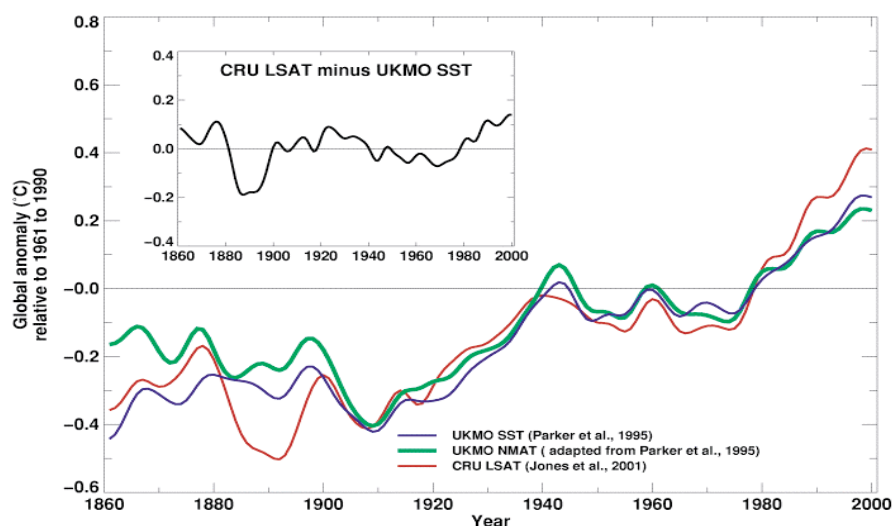 0.8
0.6
0.4
0.2
-0.0
-0.2
-0.4
-0.6
Global anomaly (°C)
relative to 1961 to 1990
CRU LSAT minus UKMO SST
0.4
0.2
0.0
-0.2
-0.4
1860 1880 1900 1920 1940 1960 1980 2000
UKMO SST (Parker et al., 1995)
UKMO NMAT ( adapted from Parker et al., 1995)
CRU LSAT (Jones et al., 2001)
1860 1880 1900 1920 1940 1960 1980 2000
Year